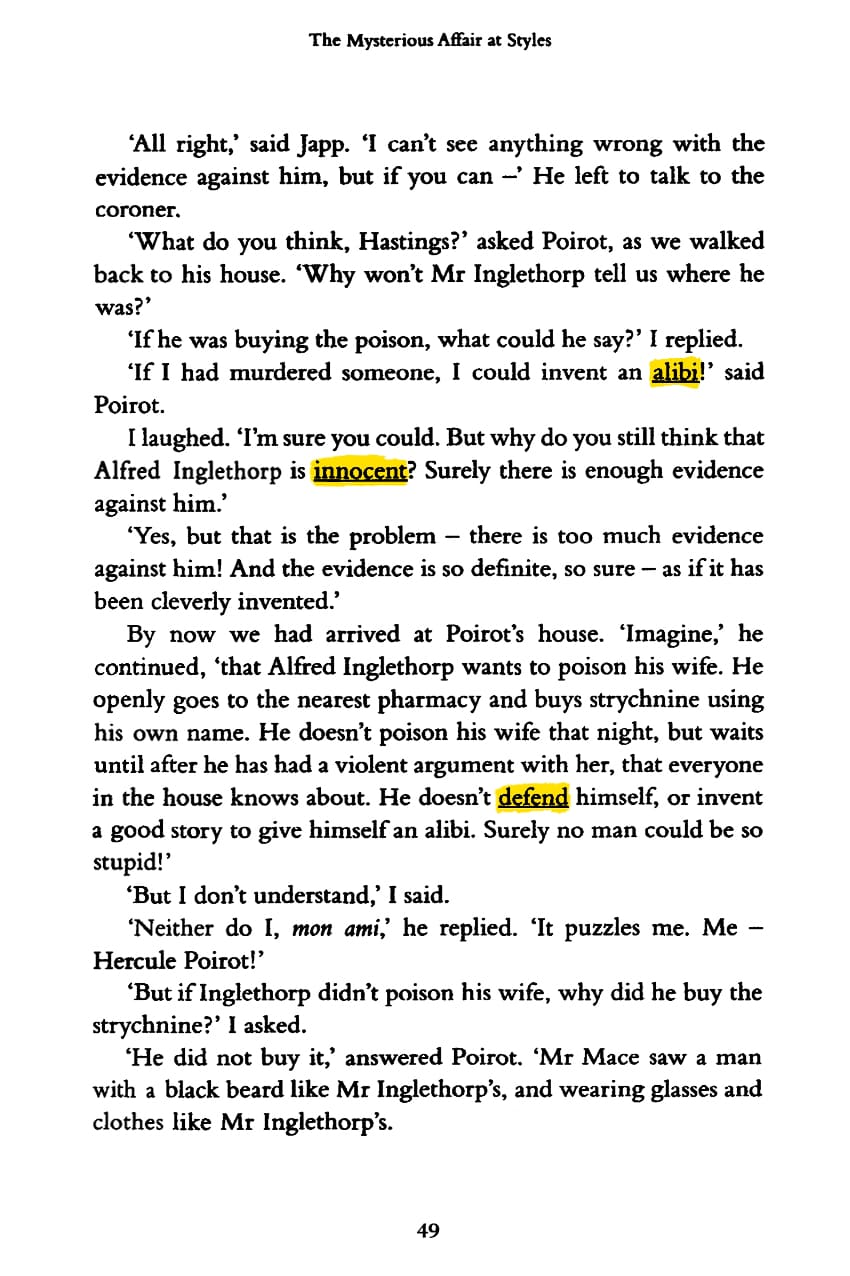 The Mysterious Affair at Styles
‘All right,’ said Japp. ‘I can’t see anything wrong with the
evidence against him, but if you can –’ He left to talk to the
coroner.
‘What do you think, Hastings?’ asked Poirot, as we walked
back to his house. ‘Why won’t Mr Inglethorp tell us where he
was?’
‘If he was buying the poison, what could he say?’ I replied.
‘If I had murdered someone, I could invent an alibi!’ said
Poirot.
I laughed. ‘I’m sure you could. But why do you still think that
Alfred Inglethorp is innocent? Surely there is enough evidence
against him.’
‘Yes, but that is the problem – there is too much evidence
against him! And the evidence is so definite, so sure – as if it has
been cleverly invented.’
By now we had arrived at Poirot’s house. ‘Imagine,’ he
continued, ‘that Alfred Inglethorp wants to poison his wife. He
openly goes to the nearest pharmacy and buys strychnine using
his own name. He doesn’t poison his wife that night, but waits
until after he has had a violent argument with her, that everyone
in the house knows about. He doesn’t defend himself, or invent
a good story to give himself an alibi. Surely no man could be so
stupid!’
‘But I don’t understand,’ I said.
‘Neither do I, mon ami,’ he replied. ‘It puzzles me. Me –
Hercule Poirot!’
‘But if Inglethorp didn’t poison his wife, why did he buy the
strychnine?’ I asked.
‘He did not buy it,’ answered Poirot. ‘Mr Mace saw a man
with a black beard like Mr Inglethorp’s, and wearing glasses and
clothes like Mr Inglethorp’s.
49